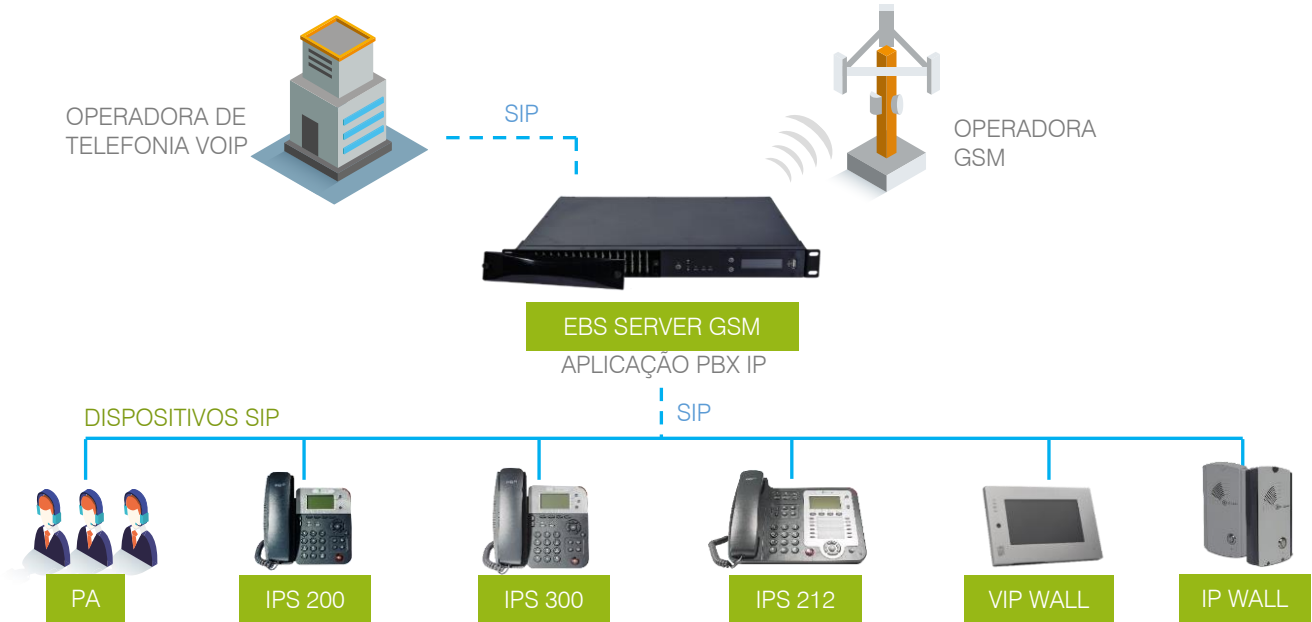 OPERADORA DE
TELEFONIA VOIP
SIP
OPERADORA
GSM
EBS SERVER GSM
APLICAÇÃO PBX IP
SIP
DISPOSITIVOS SIP
PA
IPS 200
IPS 300
IPS 212
VIP WALL
IP WALL